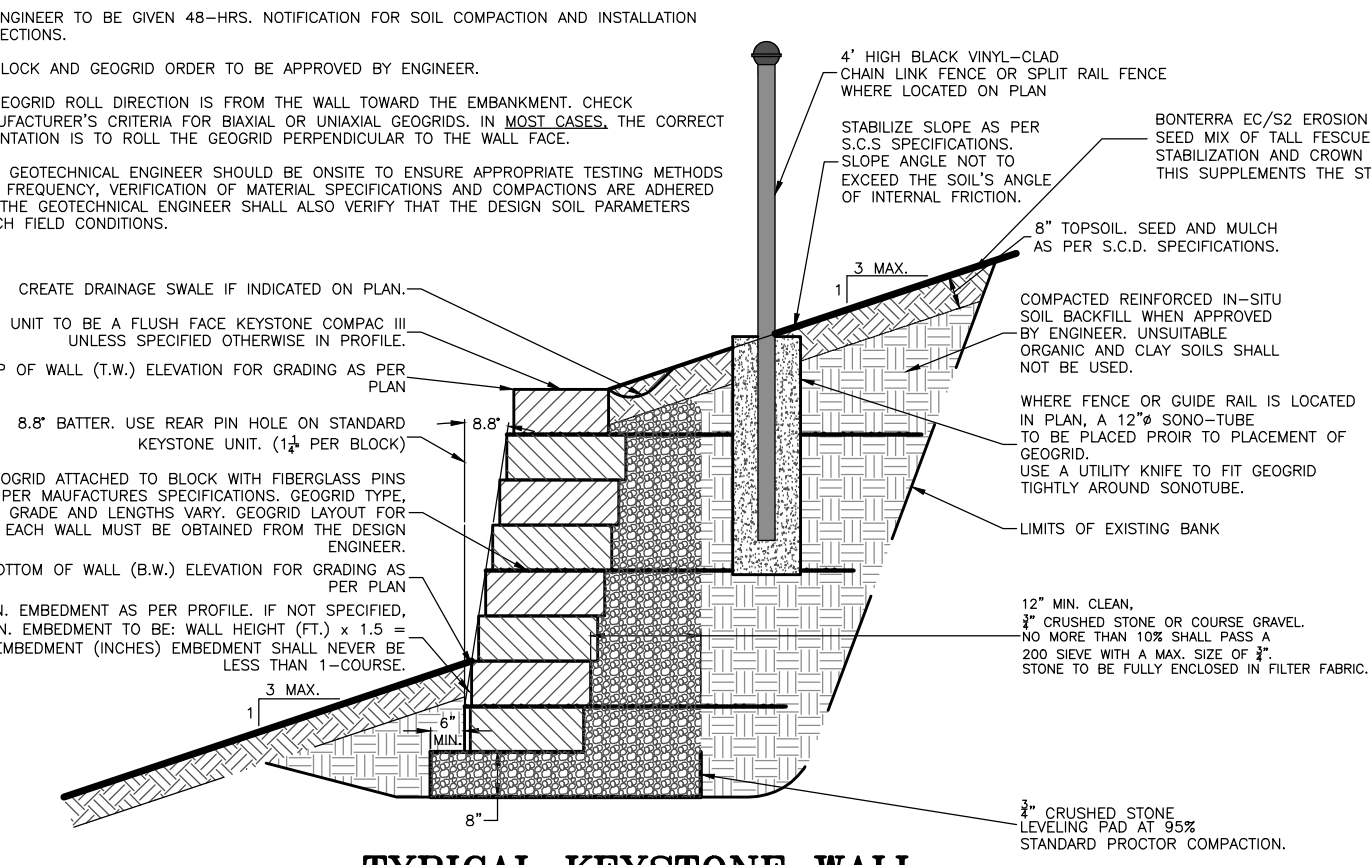 NGINEER TO BE GIVEN 48-HRS. NOTIFICATION FOR SOIL COMPACTION AND INSTALLATION
ECTIONS.
LOCK AND GEOGRID ORDER TO BE APPROVED BY ENGINEER.
EOGRID ROLL DIRECTION IS FROM THE WALL TOWARD THE EMBANKMENT. CHECK
UFACTURER'S CRITERIA FOR BIAXIAL OR UNIAXIAL GEOGRIDS. IN MOST CASES, THE CORRECT
NTATION IS TO ROLL THE GEOGRID PERPENDICULAR TO THE WALL FACE.
GEOTECHNICAL ENGINEER SHOULD BE ONSITE TO ENSURE APPROPRIATE TESTING METHODS
FREQUENCY, VERIFICATION OF MATERIAL SPECIFICATIONS AND COMPACTIONS ARE ADHERED
THE GEOTECHNICAL ENGINEER SHALL ALSO VERIFY THAT THE DESIGN SOIL PARAMETERS
CH FIELD CONDITIONS.
4' HIGH BLACK VINYL-CLAD
CHAIN LINK FENCE OR SPLIT RAIL FENCE
WHERE LOCATED ON PLAN
STABILIZE SLOPE AS PER
S.C.S SPECIFICATIONS.
SLOPE ANGLE NOT TO
EXCEED THE SOIL'S ANGLE
OF INTERNAL FRICTION.
BONTERRA EC/S2 EROSION
SEED MIX OF TALL FESCUE
STABILIZATION AND CROWN
THIS SUPPLEMENTS THE ST
8" TOPSOIL. SEED AND MULCH
AS PER S.C.D. SPECIFICATIONS.
3 MAX.
1
COMPACTED REINFORCED IN-SITU
SOIL BACKFILL WHEN APPROVED
BY ENGINEER. UNSUITABLE
ORGANIC AND CLAY SOILS SHALL
NOT BE USED.
WHERE FENCE OR GUIDE RAIL IS LOCATED
IN PLAN, A 12"ø SONO-TUBE
TO BE PLACED PROIR TO PLACEMENT OF
GEOGRID.
USE A UTILITY KNIFE TO FIT GEOGRID
TIGHTLY AROUND SONOTUBE.
LIMITS OF EXISTING BANK
12" MIN. CLEAN,
3/4" CRUSHED STONE OR COURSE GRAVEL.
NO MORE THAN 10% SHALL PASS A
200 SIEVE WITH A MAX. SIZE OF 3/4".
STONE TO BE FULLY ENCLOSED IN FILTER FABRIC.
3/4" CRUSHED STONE
LEVELING PAD AT 95%
STANDARD PROCTOR COMPACTION.
CREATE DRAINAGE SWALE IF INDICATED ON PLAN.
UNIT TO BE A FLUSH FACE KEYSTONE COMPAC III
UNLESS SPECIFIED OTHERWISE IN PROFILE.
P OF WALL (T.W.) ELEVATION FOR GRADING AS PER
PLAN
8.8° BATTER. USE REAR PIN HOLE ON STANDARD
KEYSTONE UNIT. (1 1/4" PER BLOCK)
8.8°
OGRID ATTACHED TO BLOCK WITH FIBERGLASS PINS
PER MAUFACTURES SPECIFICATIONS. GEOGRID TYPE,
GRADE AND LENGTHS VARY. GEOGRID LAYOUT FOR
EACH WALL MUST BE OBTAINED FROM THE DESIGN
ENGINEER.
OTTOM OF WALL (B.W.) ELEVATION FOR GRADING AS
PER PLAN
N. EMBEDMENT AS PER PROFILE. IF NOT SPECIFIED,
N. EMBEDMENT TO BE: WALL HEIGHT (FT.) x 1.5 =
EMBEDMENT (INCHES) EMBEDMENT SHALL NEVER BE
LESS THAN 1-COURSE.
3 MAX.
1
6"
MIN.
8"
TYPICAL KEYSTONE WALL